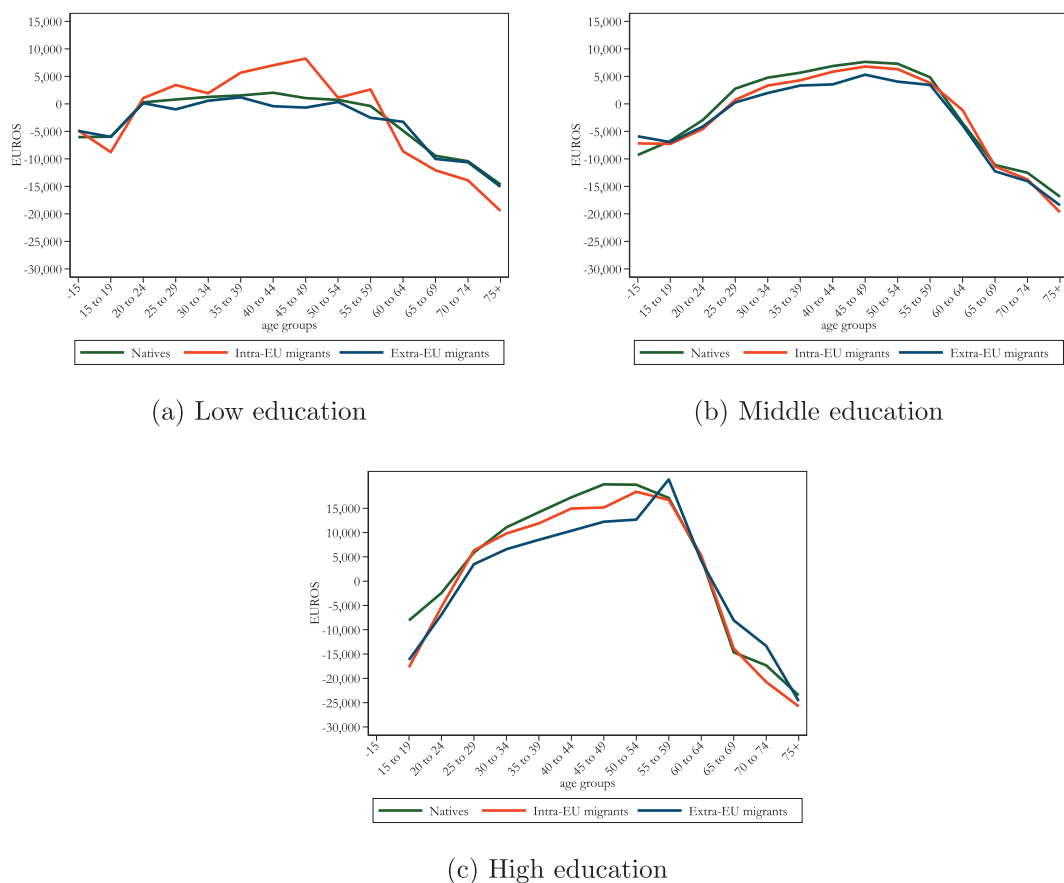 15,000
10,000
5,000
0
-5,000
-10,000
-15,000
-20,000
-25,000
-30,000
EUROS
-15
15 to 19
20 to 24
25 to 29
30 to 34
35 to 39
40 to 44
45 to 49
50 to 54
55 to 59
60 to 64
65 to 69
70 to 74
75+
age groups
Natives Intra-EU migrants Extra-EU migrants
(a) Low education
15,000
10,000
5,000
0
-5,000
-10,000
-15,000
-20,000
-25,000
-30,000
EUROS
-15
15 to 19
20 to 24
25 to 29
30 to 34
35 to 39
40 to 44
45 to 49
50 to 54
55 to 59
60 to 64
65 to 69
70 to 74
75+
age groups
Natives Intra-EU migrants Extra-EU migrants
(b) Middle education
15,000
10,000
5,000
0
-5,000
-10,000
-15,000
-20,000
-25,000
-30,000
EUROS
-15
15 to 19
20 to 24
25 to 29
30 to 34
35 to 39
40 to 44
45 to 49
50 to 54
55 to 59
60 to 64
65 to 69
70 to 74
75+
age groups
Natives Intra-EU migrants Extra-EU migrants
(c) High education